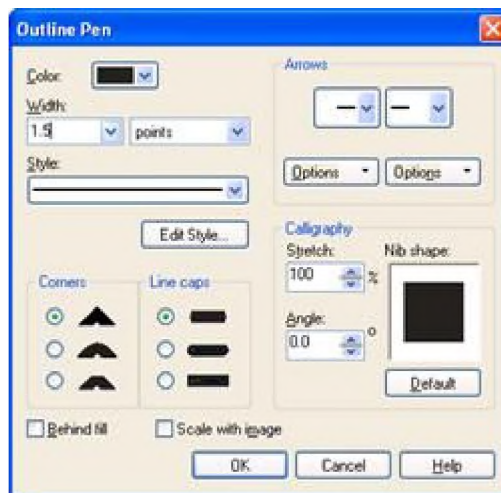 Outline Pen
Color:
Width:
1.5
points
Style:
Edit Style...
Corners
Line caps
Behind fill
Scale with image
Arrows
Options
Options
Calligraphy
Stretch:
100
%
Nib shape:
Angle:
0.0
o
Default
OK
Cancel
Help